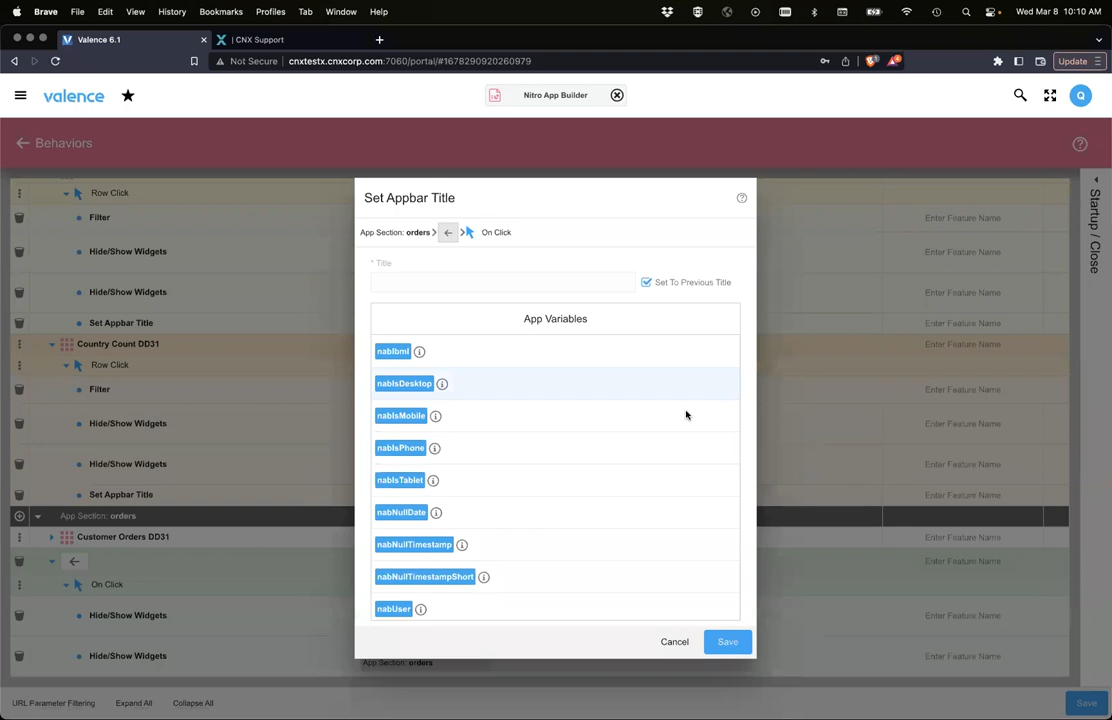 Brave File Edit View History Bookmarks Profiles Tab Window Help Wed Mar 8 10:10 AM
Valence 6.1 | CNX Support
Not Secure cnxtestx.cnxcorp.com:7060/portal/#1678290920260979 Update
valence Nitro App Builder Q
Behaviors
Startup / Close
Row Click
Filter Enter Feature Name
Hide/Show Widgets Enter Feature Name
Hide/Show Widgets Enter Feature Name
Set Appbar Title Enter Feature Name
Country Count DD31 Enter Feature Name
Row Click
Filter Enter Feature Name
Hide/Show Widgets Enter Feature Name
Hide/Show Widgets Enter Feature Name
Set Appbar Title Enter Feature Name
App Section: orders
Customer Orders DD31 Enter Feature Name
Enter Feature Name
On Click
Hide/Show Widgets Enter Feature Name
Hide/Show Widgets Enter Feature Name
Set Appbar Title
App Section: orders On Click
* Title
Set To Previous Title
App Variables
nabIbmi
nabIsDesktop
nabIsMobile
nabIsPhone
nabIsTablet
nabNullDate
nabNullTimestamp
nabNullTimestampShort
nabUser
Cancel Save
App Section: orders
URL Parameter Filtering Expand All Collapse All Save